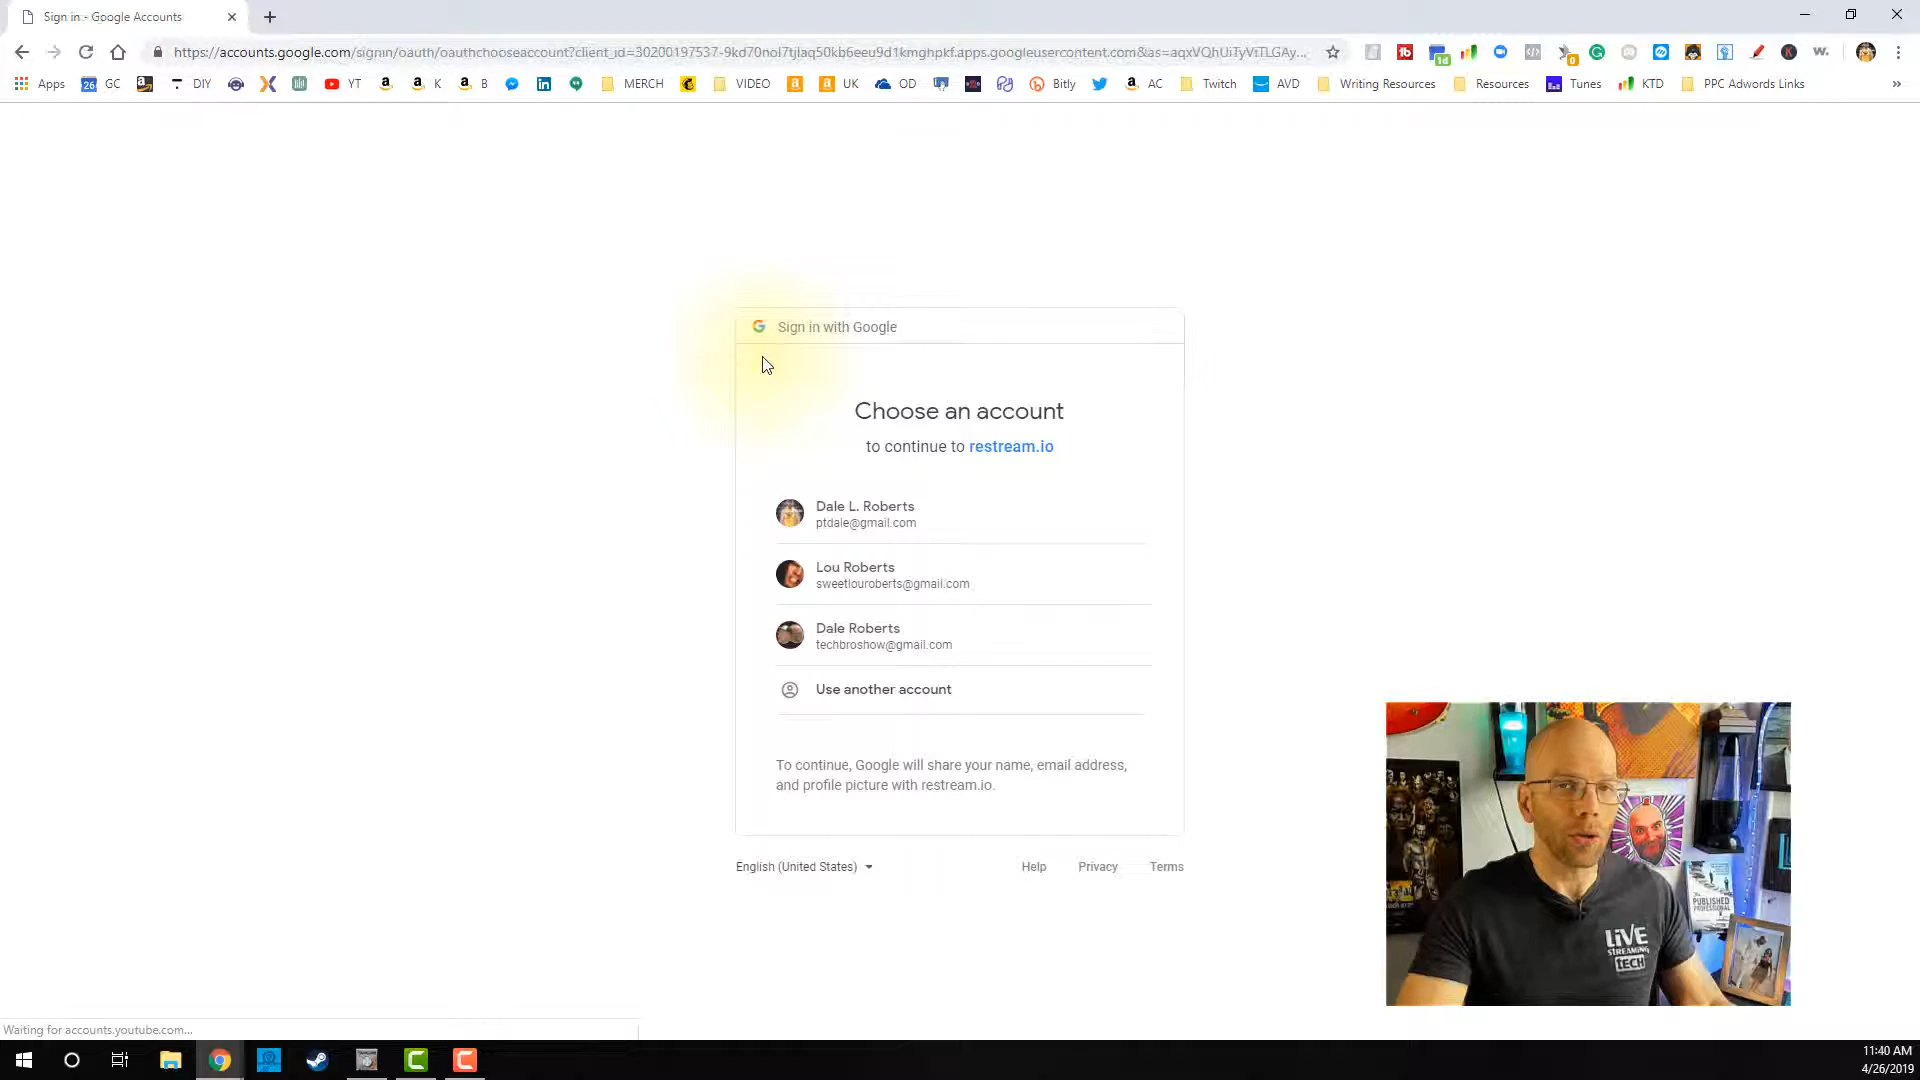 Sign in - Google Accounts
https://accounts.google.com/signin/oauth/oauthchooseaccount?client_id=30200197537-9kd70nol7tjlaq50kb6eeu9d1kmghpkf.apps.googleusercontent.com&as=aqxVQhUiTyVtTLGAy...
Apps 26 GC DIY YT K B MERCH VIDEO UK OD Bitly AC Twitch AVD Writing Resources Resources Tunes KTD PPC Adwords Links »
Sign in with Google
Choose an account
to continue to restream.io
Dale L. Roberts
ptdale@gmail.com
Lou Roberts
sweetlouroberts@gmail.com
Dale Roberts
techbroshow@gmail.com
Use another account
To continue, Google will share your name, email address,
and profile picture with restream.io.
English (United States)
Help Privacy Terms
PUBLISHED
PROFESSIONAL
LiVE
STREAMING
tECH
Waiting for accounts.youtube.com...
11:40 AM
4/26/2019